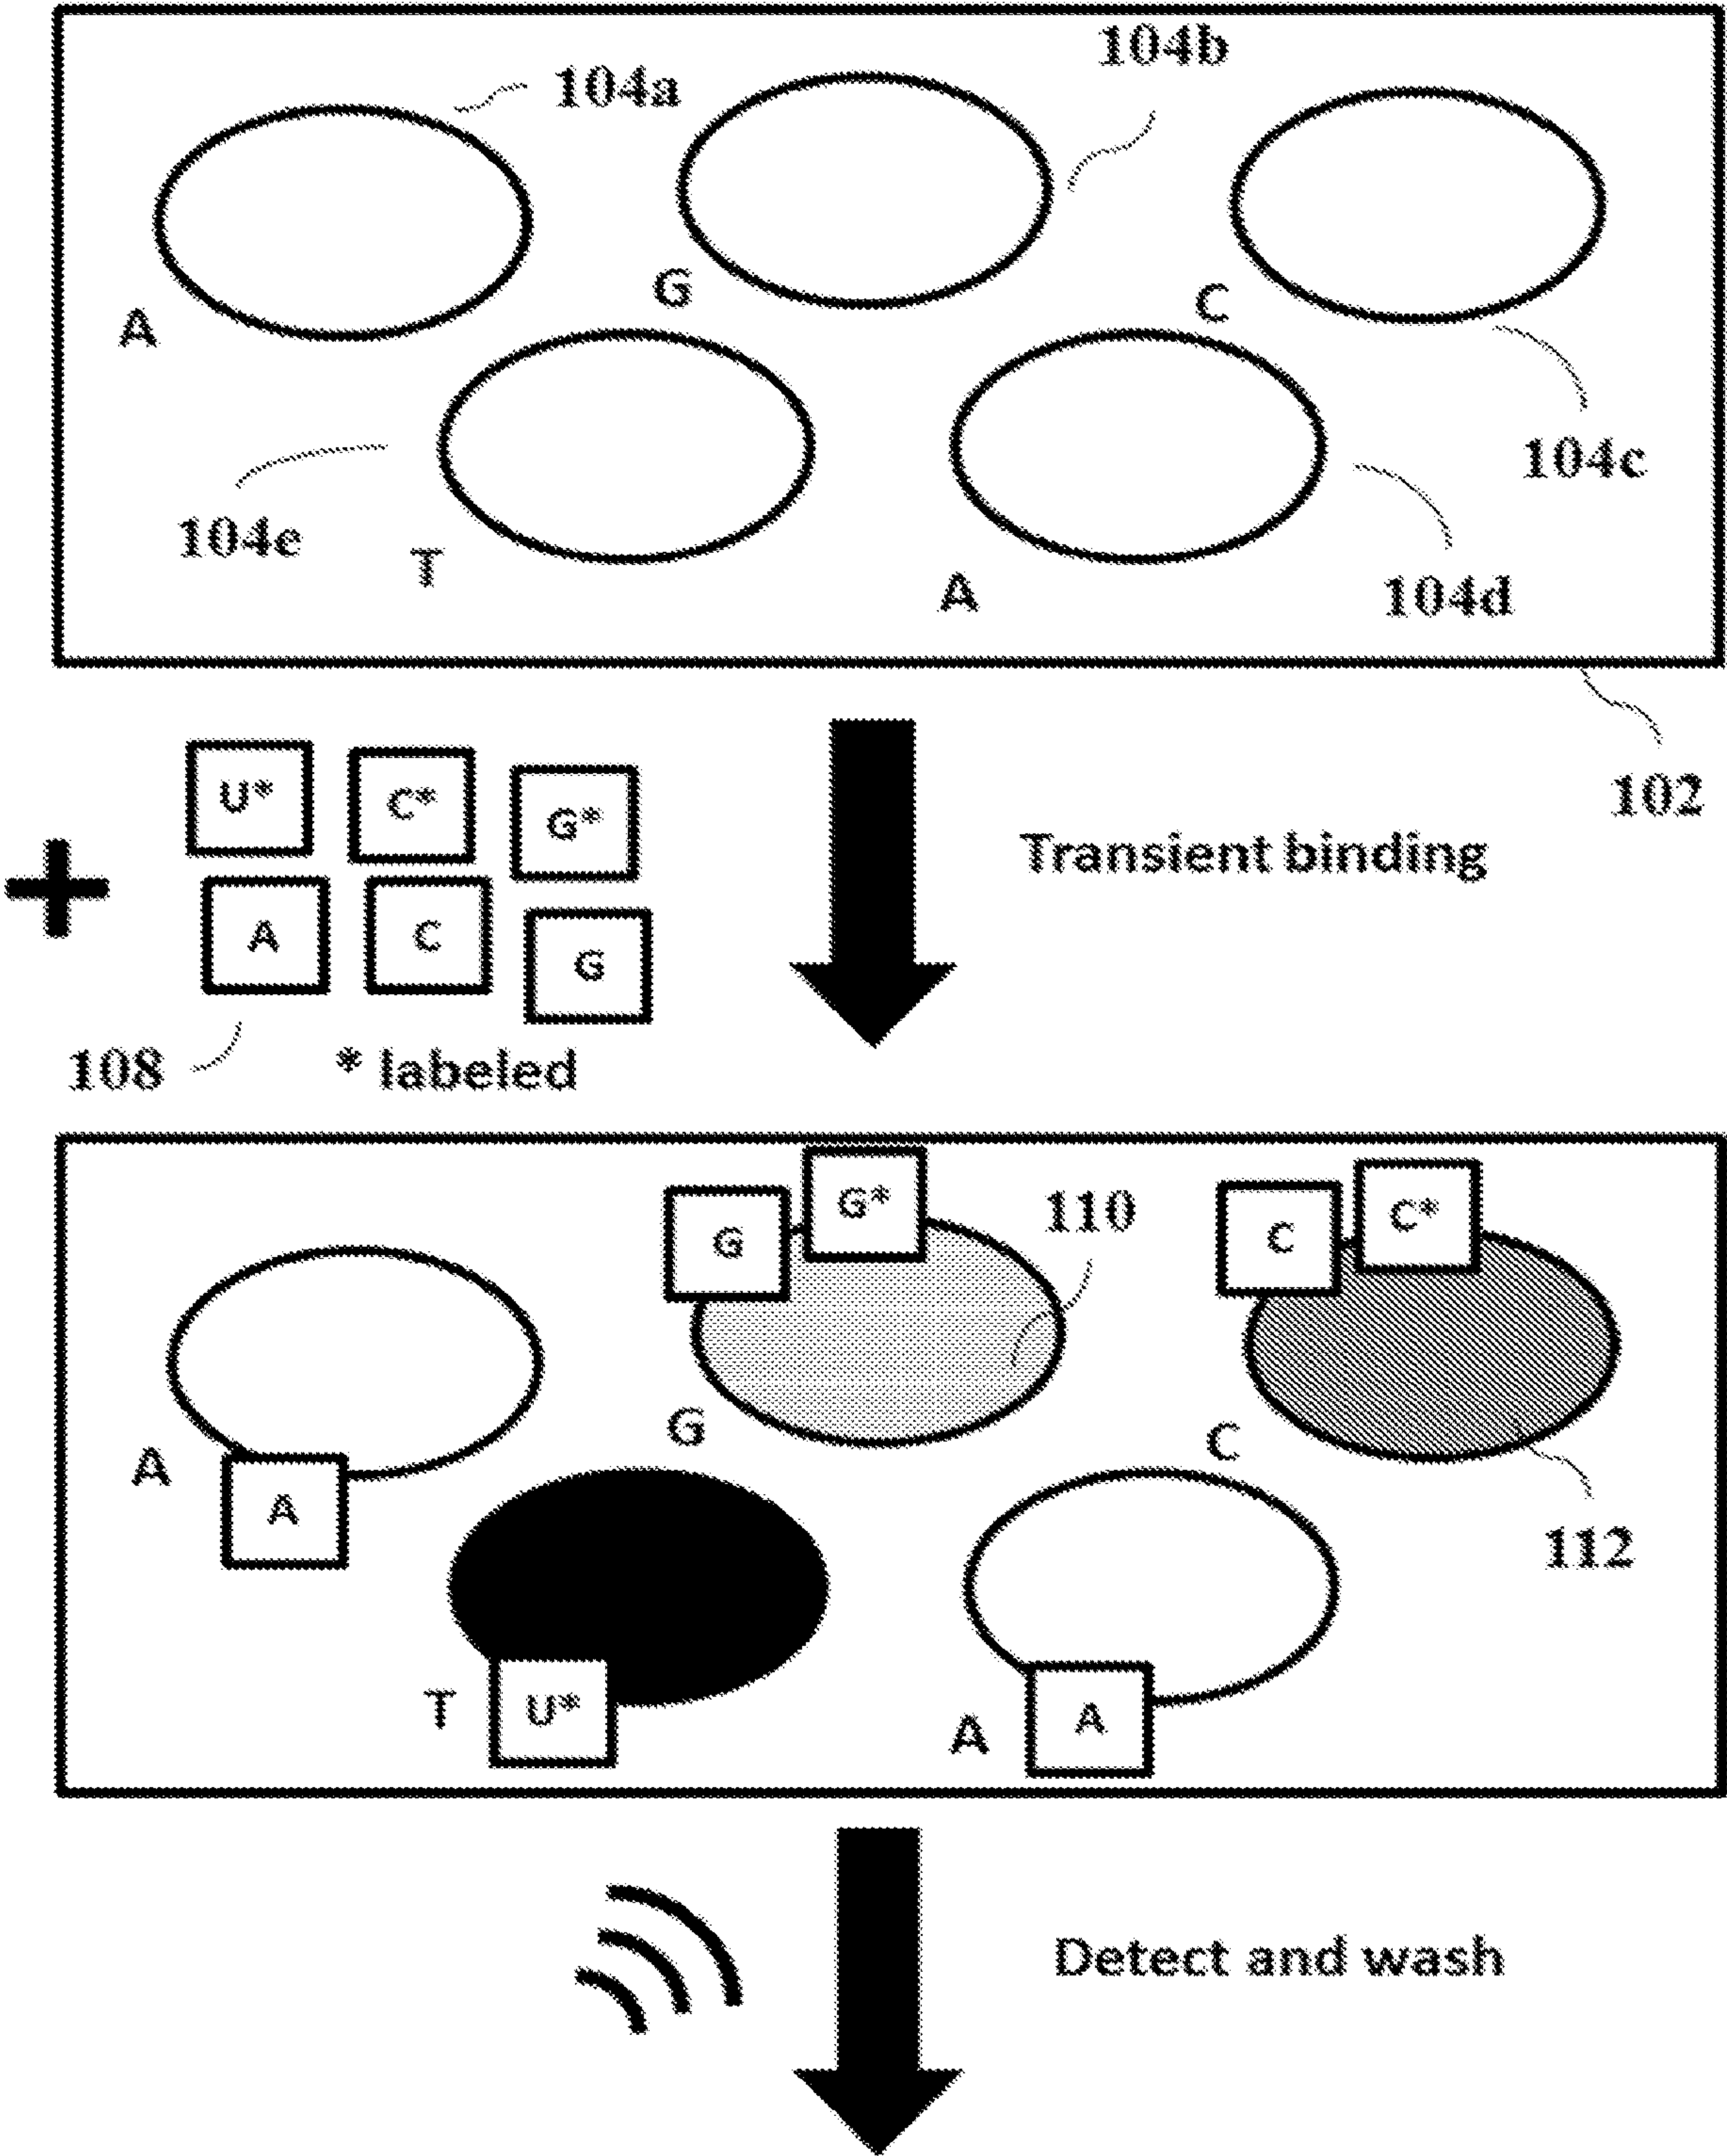 104b
104a
G
C
A
104c
104e
T
A
104d
102
U*
C*
G*
Transient binding
A
C
G
108
* labeled
G*
110
C*
G
C
G
C
A
A
112
T
U*
A
A
Detect and wash